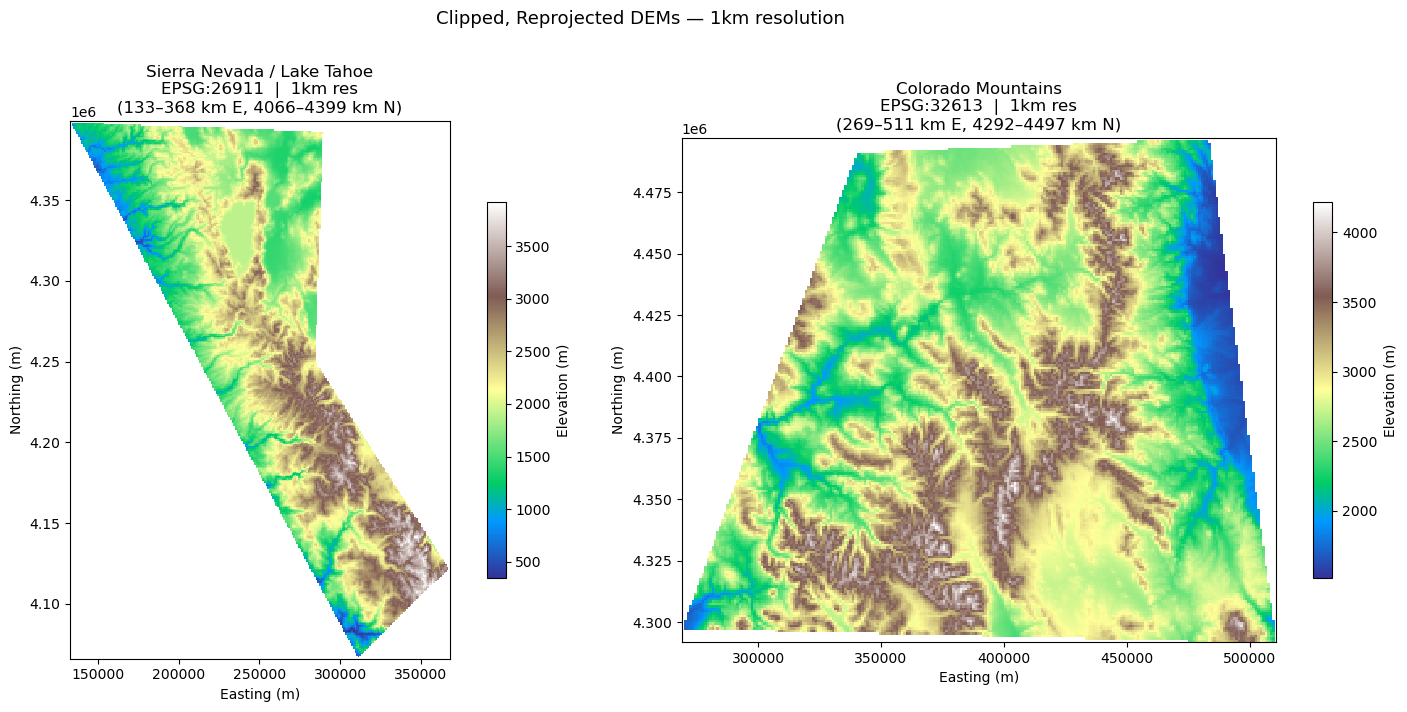 Clipped, Reprojected DEMs — 1km resolution
Sierra Nevada / Lake Tahoe
EPSG:26911 | 1km res
(133–368 km E, 4066–4399 km N)
1e6
4.35
4.30
4.25
4.20
4.15
4.10
Northing (m)
150000 200000 250000 300000 350000
Easting (m)
3500
3000
2500
2000
1500
1000
500
Elevation (m)
Colorado Mountains
EPSG:32613 | 1km res
(269–511 km E, 4292–4497 km N)
1e6
4.475
4.450
4.425
4.400
4.375
4.350
4.325
4.300
Northing (m)
300000 350000 400000 450000 500000
Easting (m)
4000
3500
3000
2500
2000
Elevation (m)